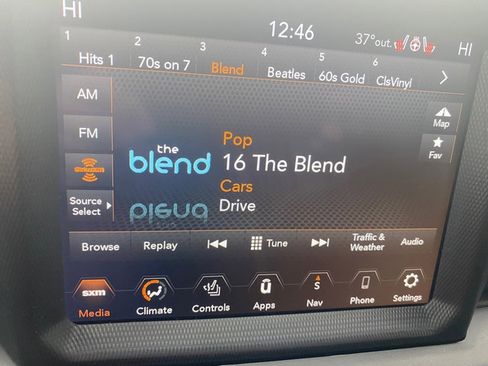 HI
12:46
37°out.
HI
1 2 3 4 5 6
Hits 1 70s on 7 Blend Beatles 60s Gold ClsVinyl
AM
FM
Source
Select
the
blend
Pop
16 The Blend
Cars
Drive
Map
Fav
Browse Replay Tune Traffic &
Weather Audio
sxm
Media Climate Controls
ū
Apps
S
Nav Phone Settings